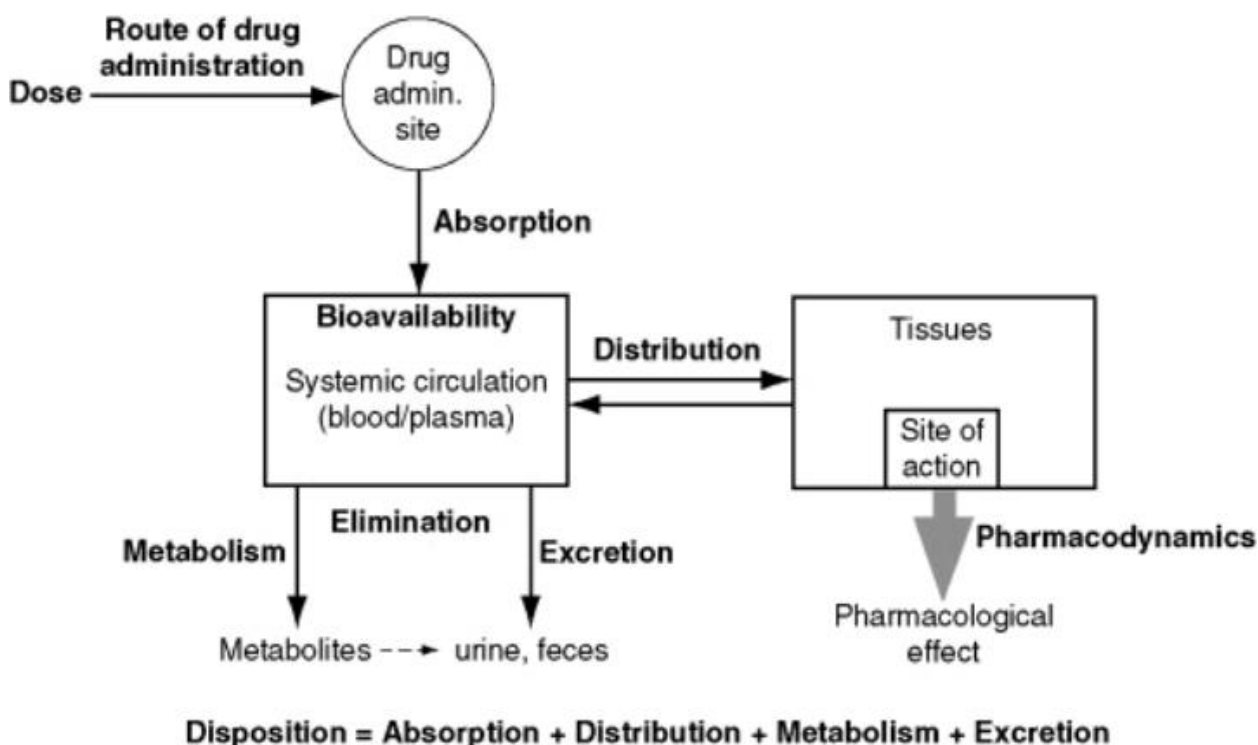 Route of drug
administration
Dose
Drug
admin.
site
Absorption
Bioavailability
Systemic circulation
(blood/plasma)
Distribution
Tissues
Site of
action
Elimination
Metabolism
Excretion
Pharmacodynamics
Metabolites
urine, feces
Pharmacological
effect
Disposition = Absorption + Distribution + Metabolism + Excretion